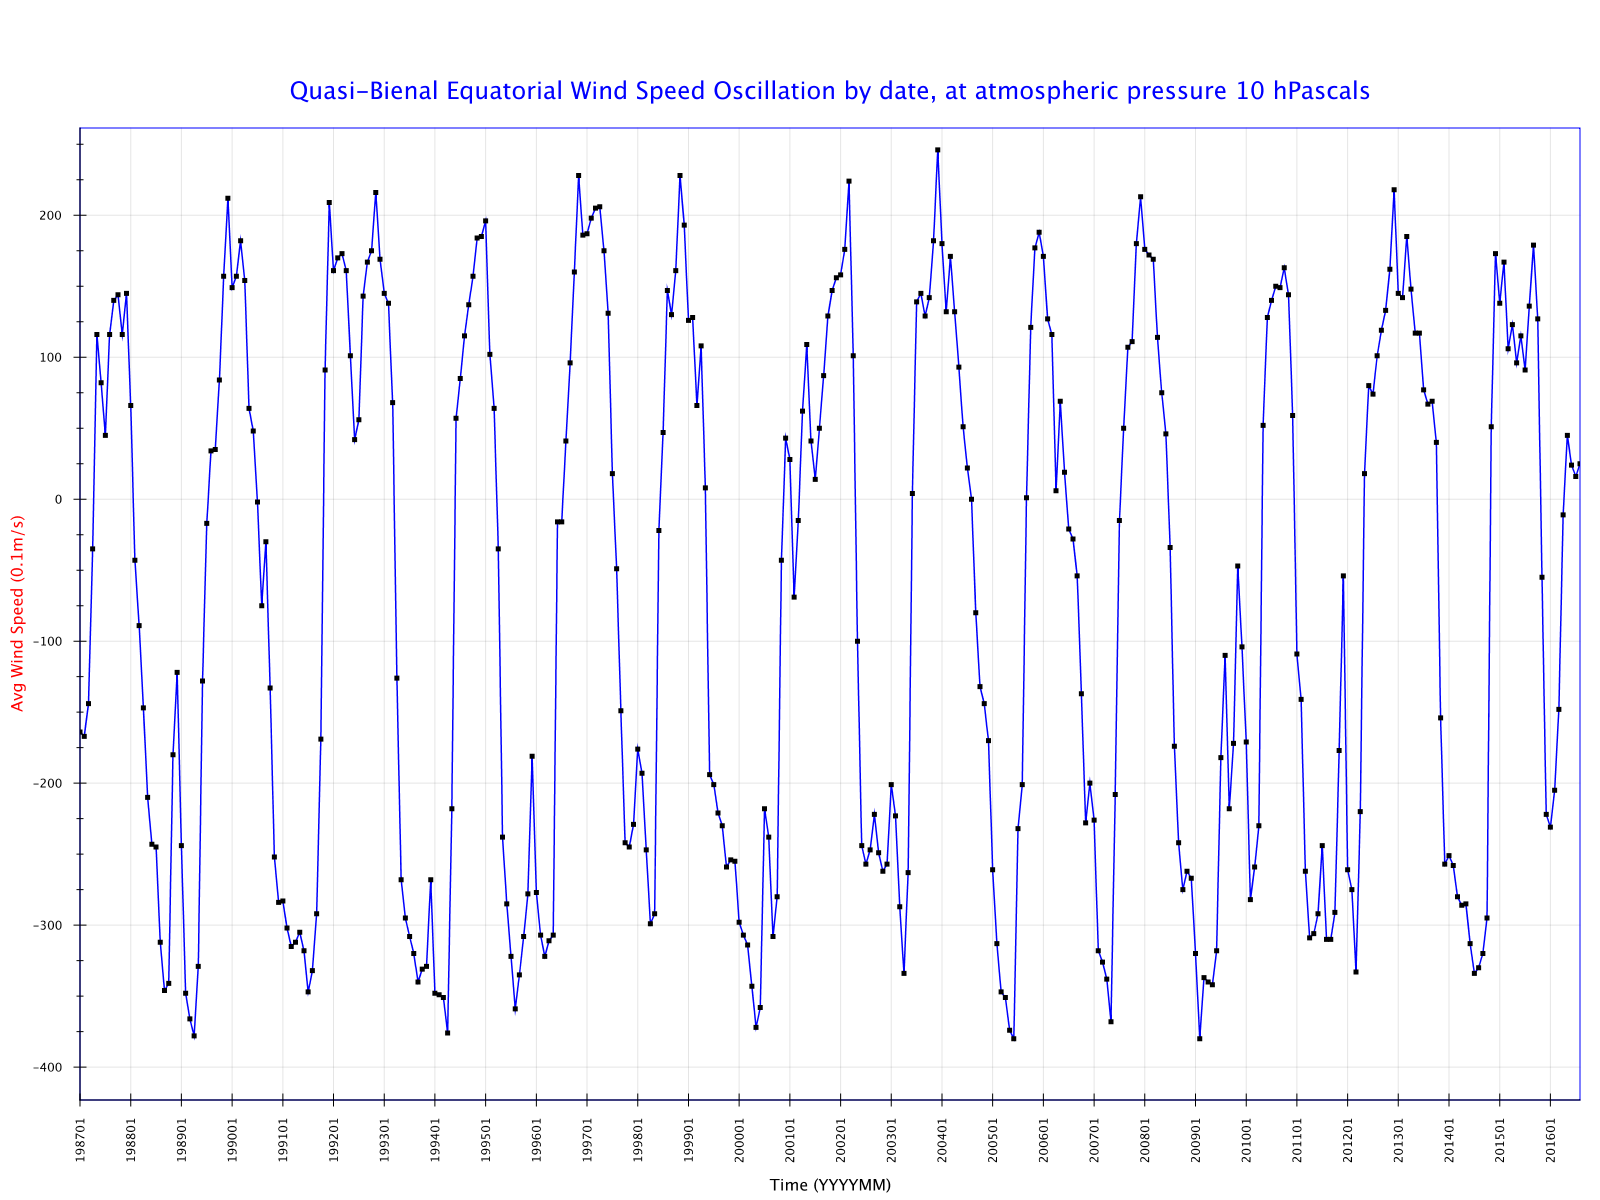 Quasi-Bienal Equatorial Wind Speed Oscillation by date, at atmospheric pressure 10 hPascals
200
100
0
-100
-200
-300
-400
Avg Wind Speed (0.1m/s)
198701 198801 198901 199001 199101 199201 199301 199401 199501 199601 199701 199801 199901 200001 200101 200201 200301 200401 200501 200601 200701 200801 200901 201001 201101 201201 201301 201401 201501 201601
Time (YYYYMM)